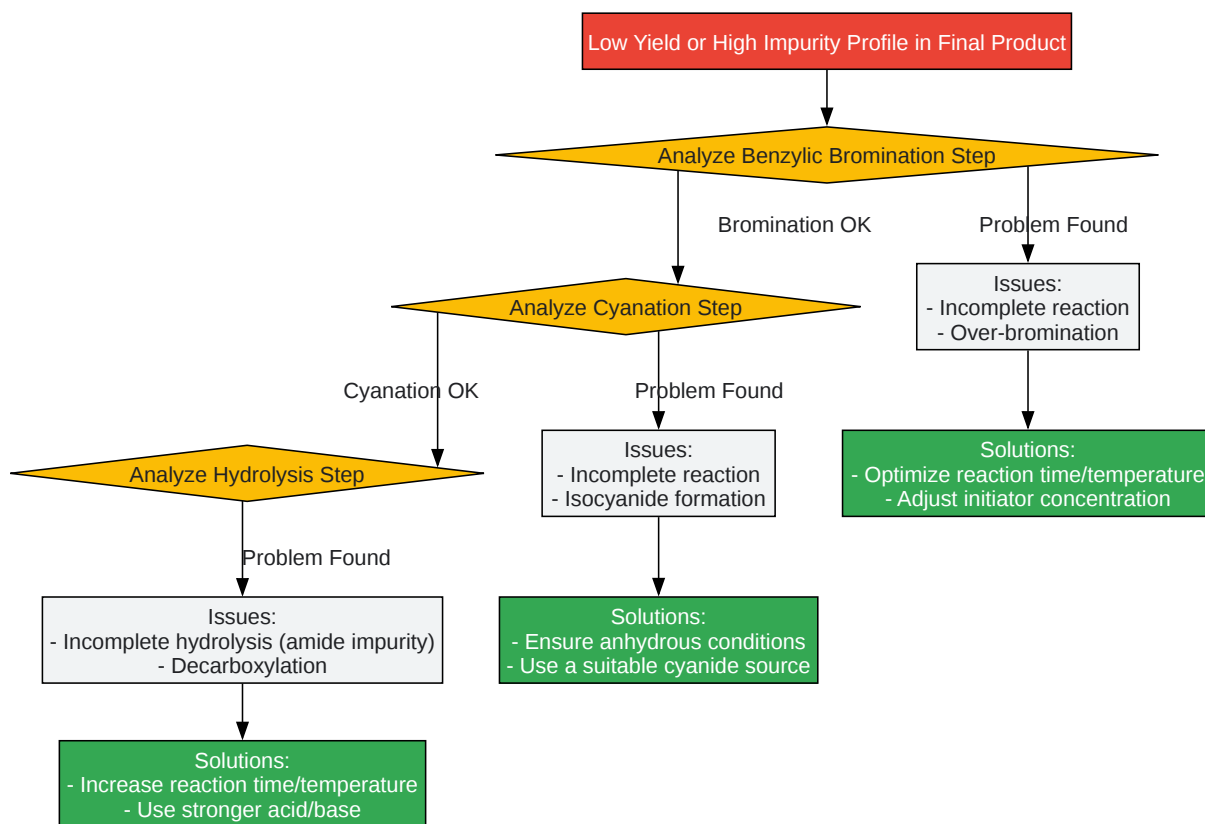 Low Yield or High Impurity Profile in Final Product
Analyze Benzylic Bromination Step
Bromination OK
Problem Found
Issues:
- Incomplete reaction
- Over-bromination
Analyze Cyanation Step
Cyanation OK
Problem Found
Solutions:
- Optimize reaction time/temperature
- Adjust initiator concentration
Issues:
- Incomplete reaction
- Isocyanide formation
Analyze Hydrolysis Step
Problem Found
Solutions:
- Ensure anhydrous conditions
- Use a suitable cyanide source
Issues:
- Incomplete hydrolysis (amide impurity)
- Decarboxylation
Solutions:
- Increase reaction time/temperature
- Use stronger acid/base